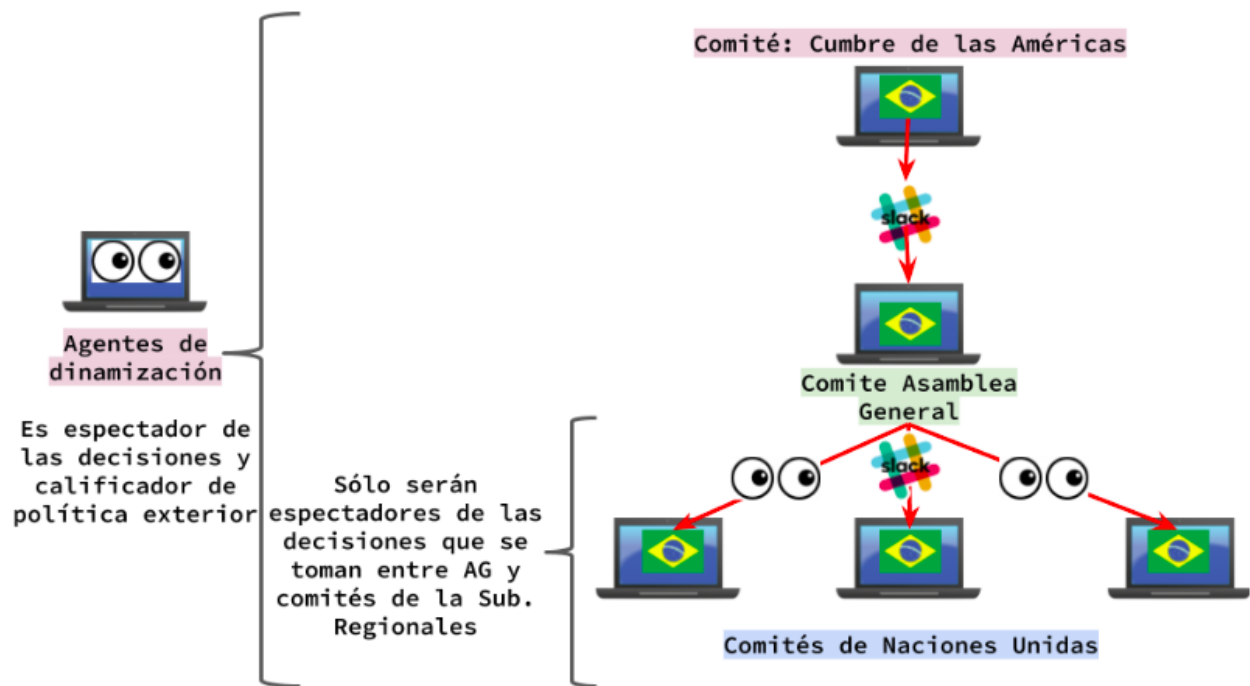 Comité: Cumbre de las Américas
slack
Agentes de
dinamización
Es espectador de
las decisiones y
calificador de
política exterior
Comite Asamblea
General
slack
Sólo serán
espectadores de las
decisiones que se
toman entre AG y
comités de la Sub.
Regionales
Comités de Naciones Unidas